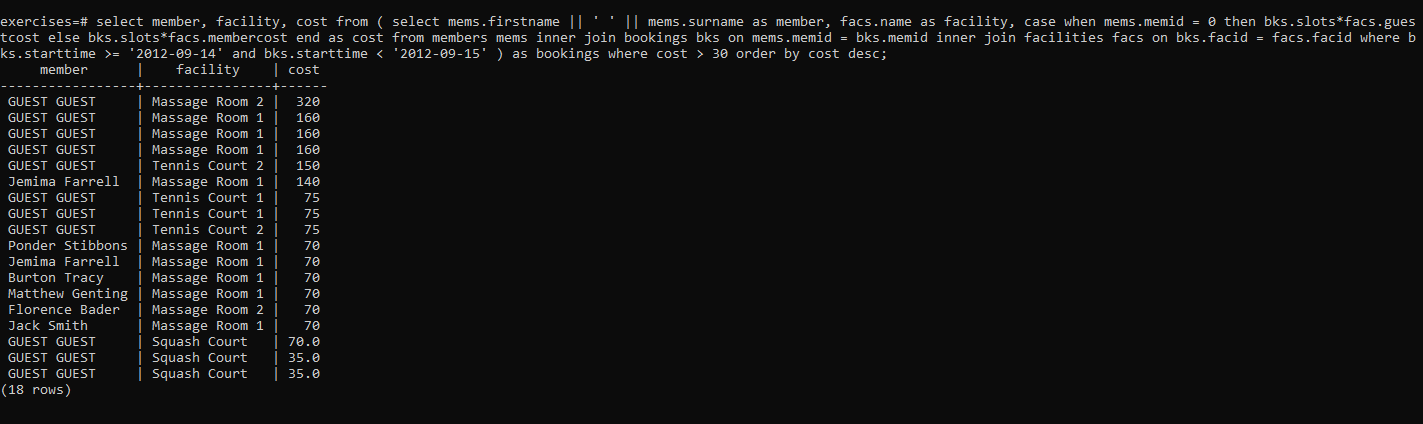 exercises=# select member, facility, cost from ( select mems.firstname || ' ' || mems.surname as member, facs.name as facility, case when mems.memid = 0 then bks.slots*facs.gues
tcost else bks.slots*facs.membercost end as cost from members mems inner join bookings bks on mems.memid = bks.memid inner join facilities facs on bks.facid = facs.facid where b
ks.starttime >= '2012-09-14' and bks.starttime < '2012-09-15' ) as bookings where cost > 30 order by cost desc;
     member      |    facility    | cost
-----------------+----------------+------
 GUEST GUEST     | Massage Room 2 |  320
 GUEST GUEST     | Massage Room 1 |  160
 GUEST GUEST     | Massage Room 1 |  160
 GUEST GUEST     | Massage Room 1 |  160
 GUEST GUEST     | Tennis Court 2 |  150
 Jemima Farrell  | Massage Room 1 |  140
 GUEST GUEST     | Tennis Court 1 |   75
 GUEST GUEST     | Tennis Court 1 |   75
 GUEST GUEST     | Tennis Court 2 |   75
 Ponder Stibbons | Massage Room 1 |   70
 Jemima Farrell  | Massage Room 1 |   70
 Burton Tracy    | Massage Room 1 |   70
 Matthew Genting | Massage Room 1 |   70
 Florence Bader  | Massage Room 2 |   70
 Jack Smith      | Massage Room 1 |   70
 GUEST GUEST     | Squash Court   | 70.0
 GUEST GUEST     | Squash Court   | 35.0
 GUEST GUEST     | Squash Court   | 35.0
(18 rows)